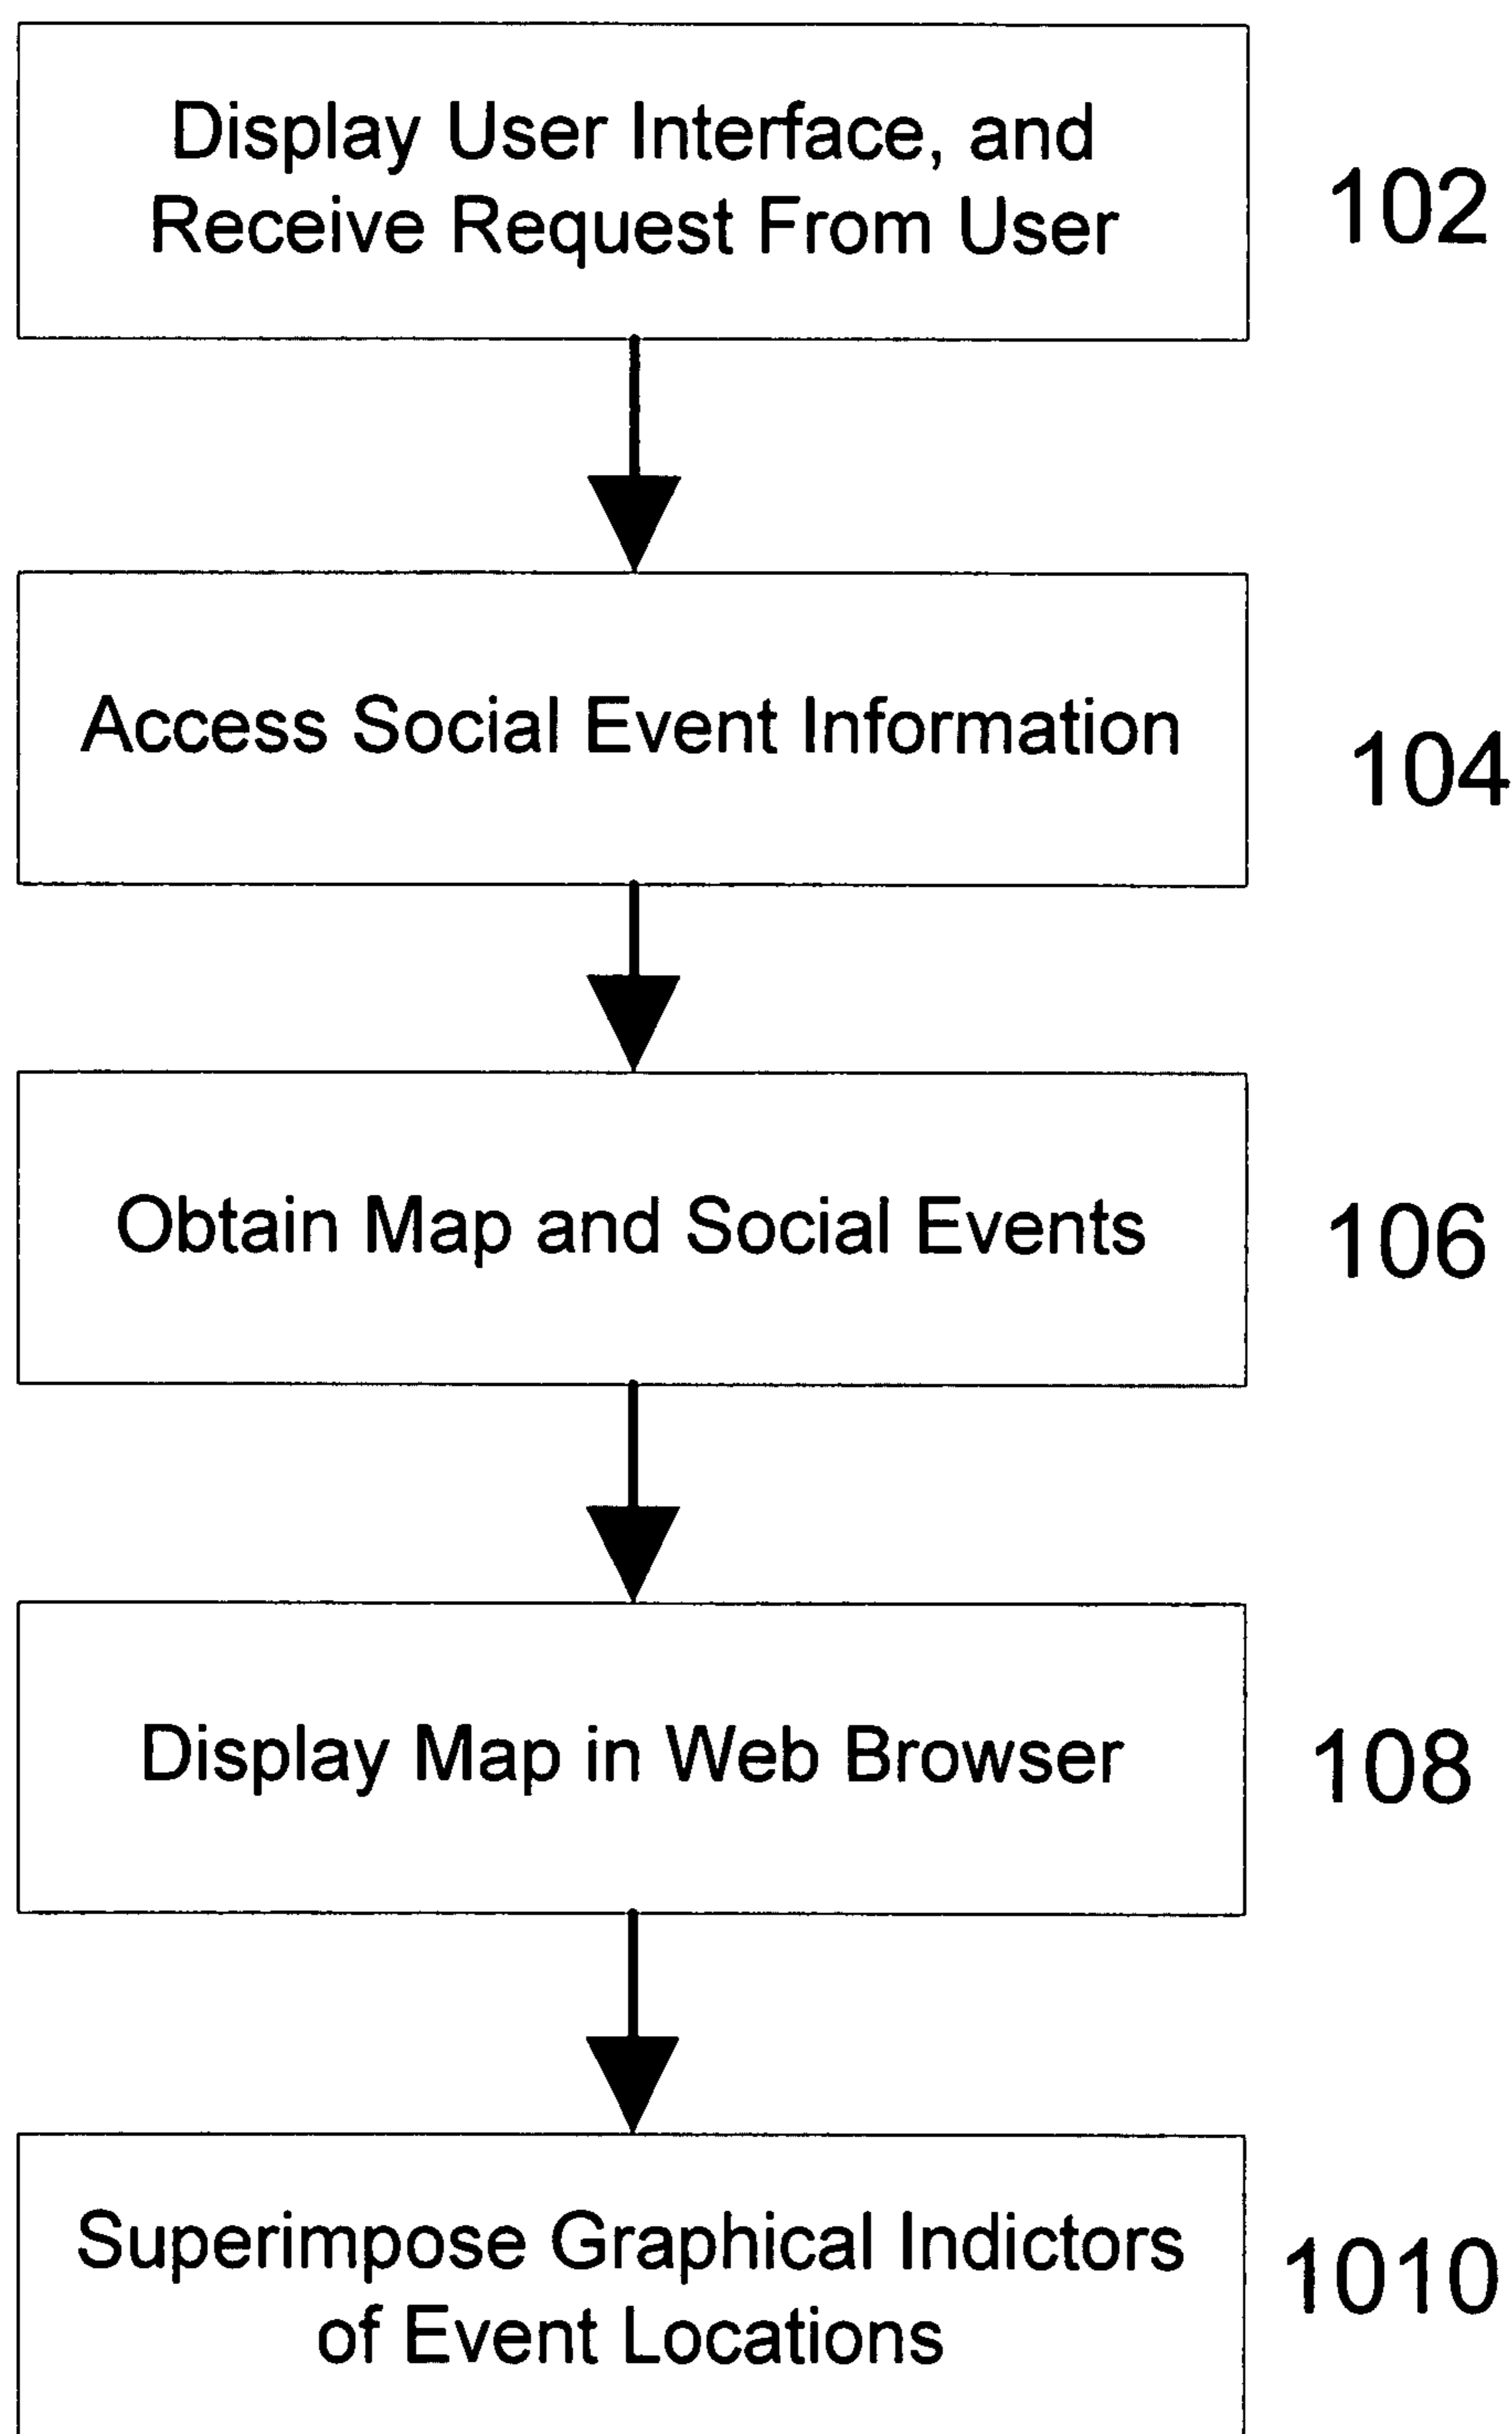 Display User Interface, and
Receive Request From User
102
Access Social Event Information
104
Obtain Map and Social Events
106
Display Map in Web Browser
108
Superimpose Graphical Indictors
of Event Locations
1010